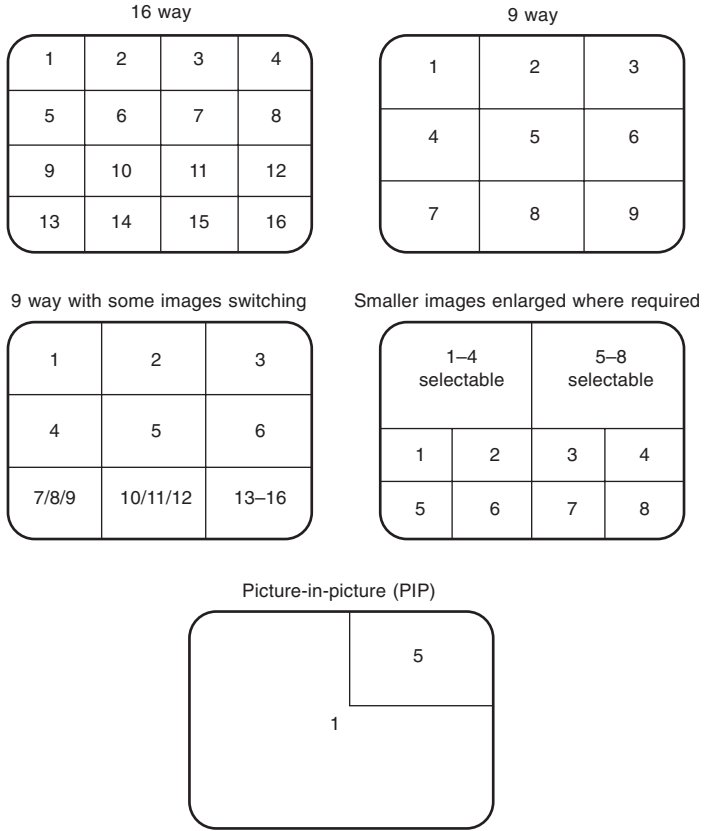 16 way
1 2 3 4
5 6 7 8
9 10 11 12
13 14 15 16
9 way
1 2 3
4 5 6
7 8 9
9 way with some images switching
1 2 3
4 5 6
7/8/9 10/11/12 13–16
Smaller images enlarged where required
1–4
selectable
5–8
selectable
1 2 3 4
5 6 7 8
Picture-in-picture (PIP)
5
1